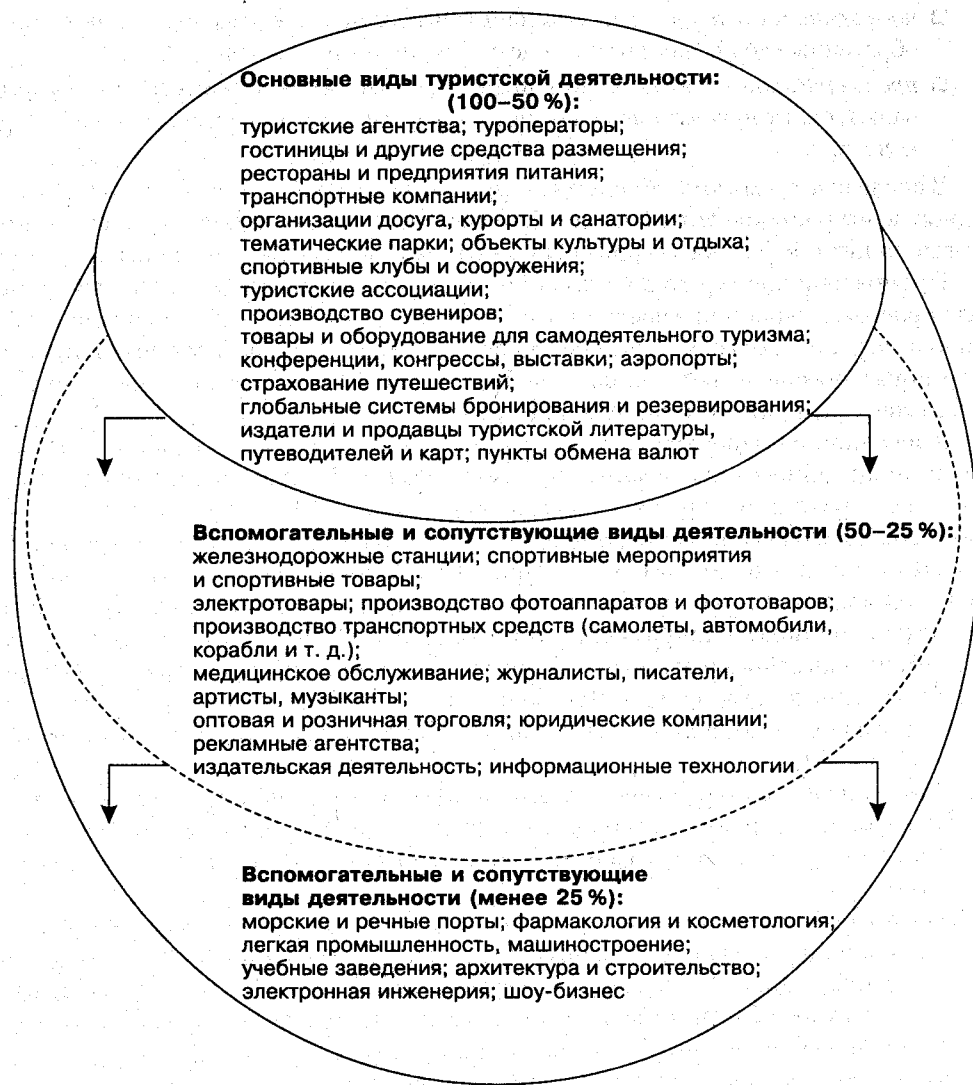 Основные виды туристской деятельности:
(100–50 %):
туристские агентства; туроператоры;
гостиницы и другие средства размещения;
рестораны и предприятия питания;
транспортные компании;
организации досуга, курорты и санатории;
тематические парки; объекты культуры и отдыха;
спортивные клубы и сооружения;
туристские ассоциации;
производство сувениров;
товары и оборудование для самодеятельного туризма;
конференции, конгрессы, выставки; аэропорты;
страхование путешествий;
глобальные системы бронирования и резервирования;
издатели и продавцы туристской литературы,
путеводителей и карт; пункты обмена валют
Вспомогательные и сопутствующие виды деятельности (50–25 %):
железнодорожные станции; спортивные мероприятия
и спортивные товары;
электротовары; производство фотоаппаратов и фототоваров;
производство транспортных средств (самолеты, автомобили,
корабли и т. д.);
медицинское обслуживание; журналисты, писатели,
артисты, музыканты;
оптовая и розничная торговля; юридические компании;
рекламные агентства;
издательская деятельность; информационные технологии
Вспомогательные и сопутствующие
виды деятельности (менее 25 %):
морские и речные порты; фармакология и косметология;
легкая промышленность, машиностроение;
учебные заведения; архитектура и строительство;
электронная инженерия; шоу-бизнес